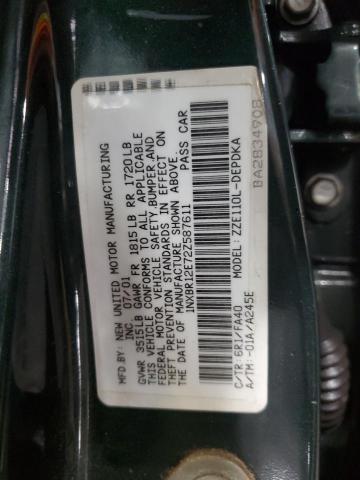 MFD.BY: NEW UNITED MOTOR MANUFACTURING
INC. 07/01
GVWR 3515LB GAWR FR 1815LB RR 1720LB
THIS VEHICLE CONFORMS TO ALL APPLICABLE
FEDERAL MOTOR VEHICLE SAFETY, BUMPER, AND
THEFT PREVENTION STANDARDS IN EFFECT ON
THE DATE OF MANUFACTURE SHOWN ABOVE.
1NXBR12E72Z587611 PASS CAR
MODEL: ZZE110L-DEPDKA
C/TR: 6R1/FA40
A/TM: -01A/A245E
BA2834908